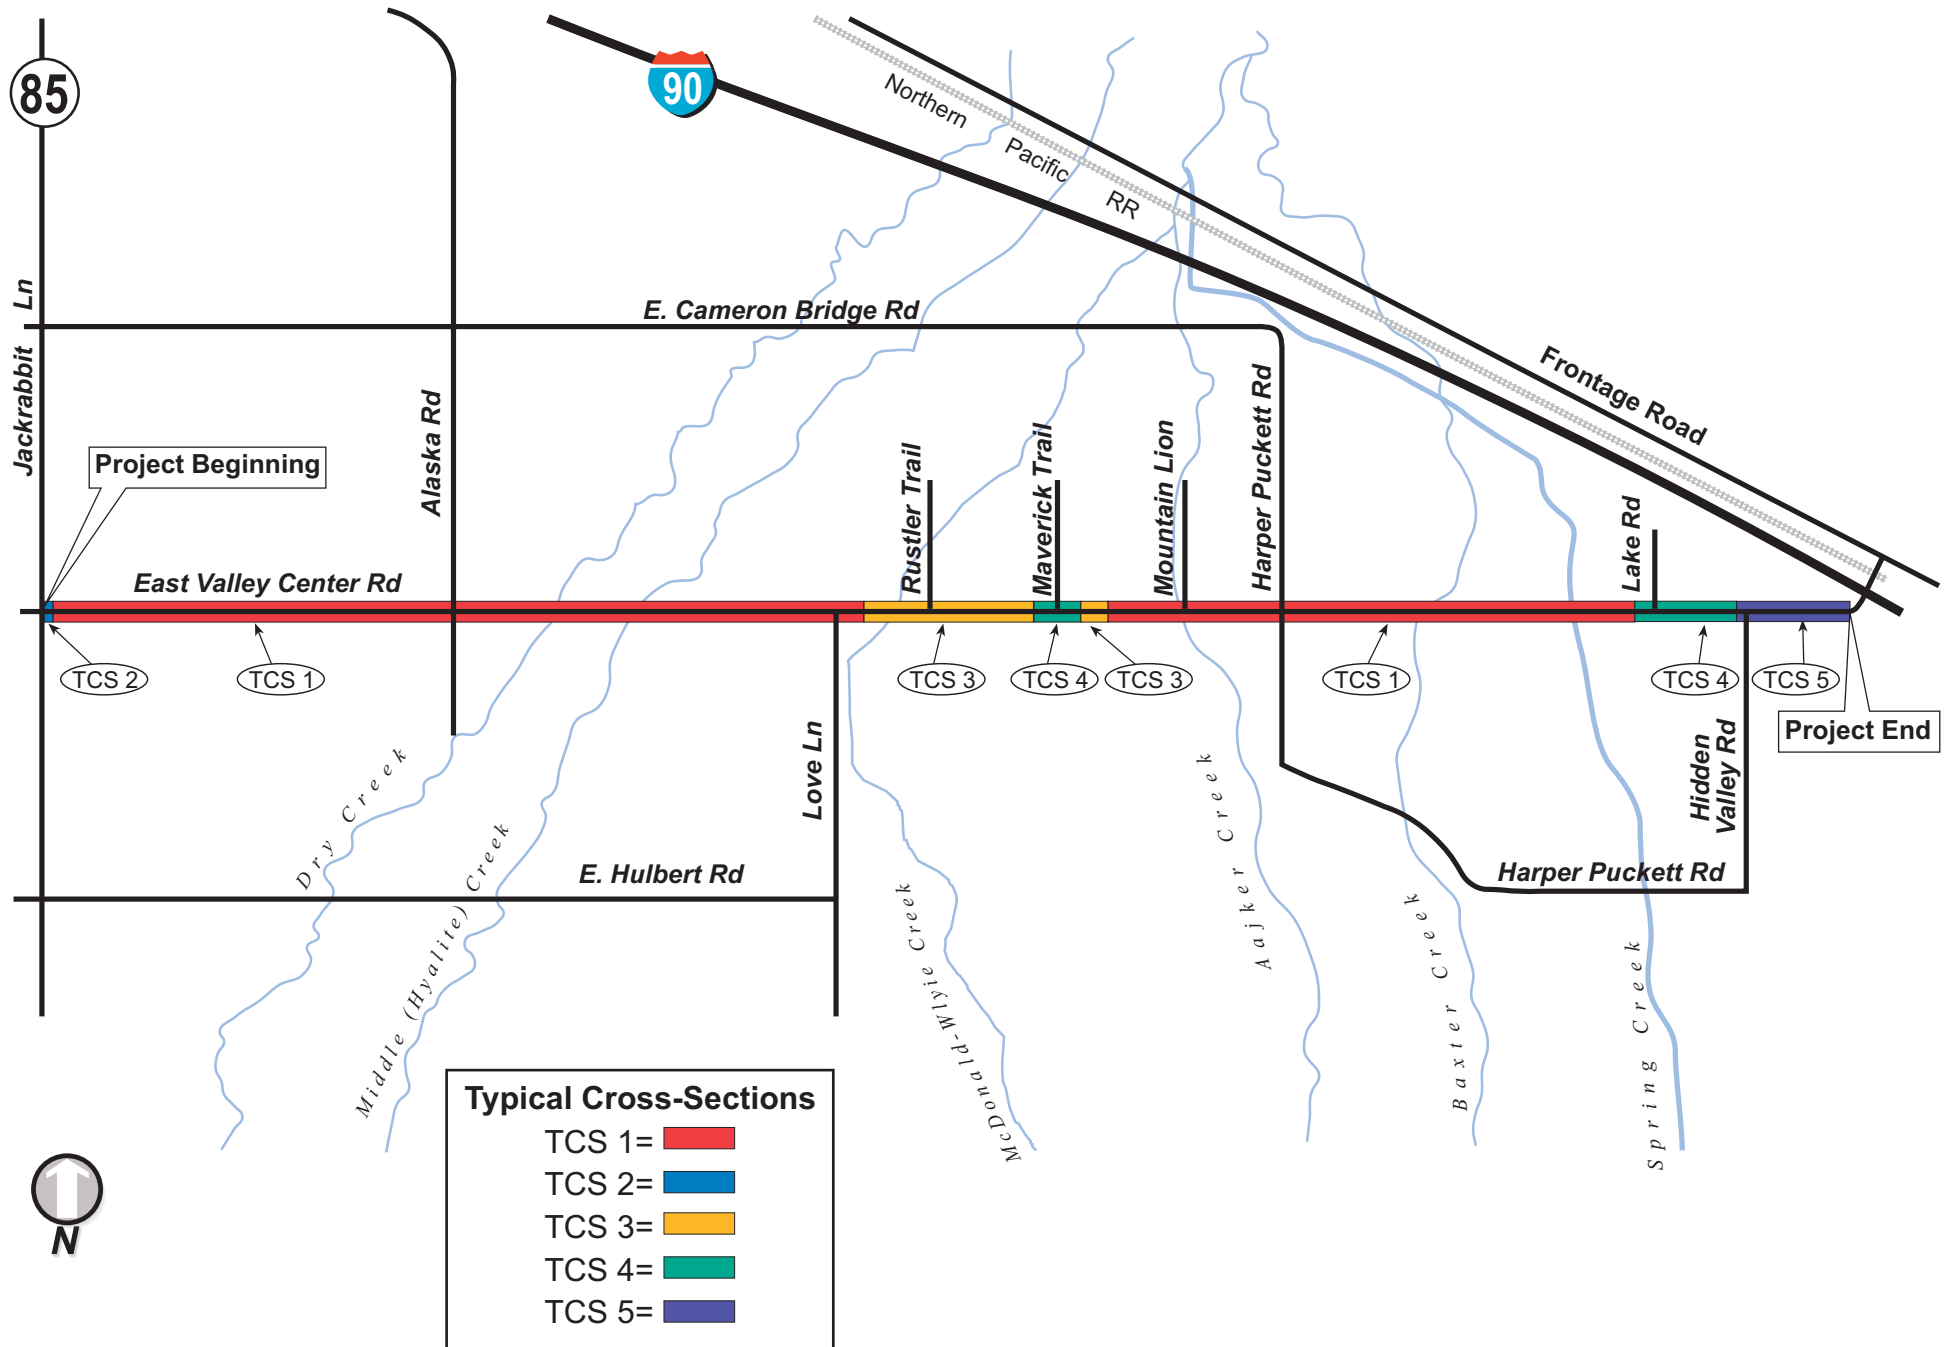 85
90
Northern
Pacific
RR
Jackrabbit Ln
E. Cameron Bridge Rd
Frontage Road
Alaska Rd
Rustler Trail
Maverick Trail
Mountain Lion
Harper Puckett Rd
Lake Rd
Project Beginning
East Valley Center Rd
TCS 2
TCS 1
TCS 3
TCS 4
TCS 3
TCS 1
TCS 4
TCS 5
Project End
Love Ln
Hidden
Valley Rd
Dry Creek
Middle (Hyalite) Creek
McDonald-Wlyie Creek
Aajker Creek
Baxter Creek
Spring Creek
E. Hulbert Rd
Harper Puckett Rd
Typical Cross-Sections
TCS 1=
TCS 2=
TCS 3=
TCS 4=
TCS 5=
N